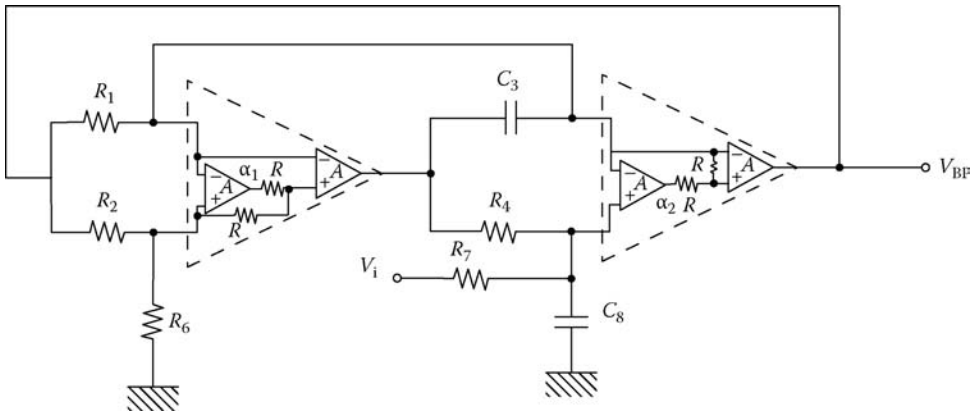 C₃
R₁
− A +
α₁
R
− A +
R
R₂
R₆
R₄
R₇
Vᵢ
C₈
− A +
α₂
R
R
− A +
V_BP